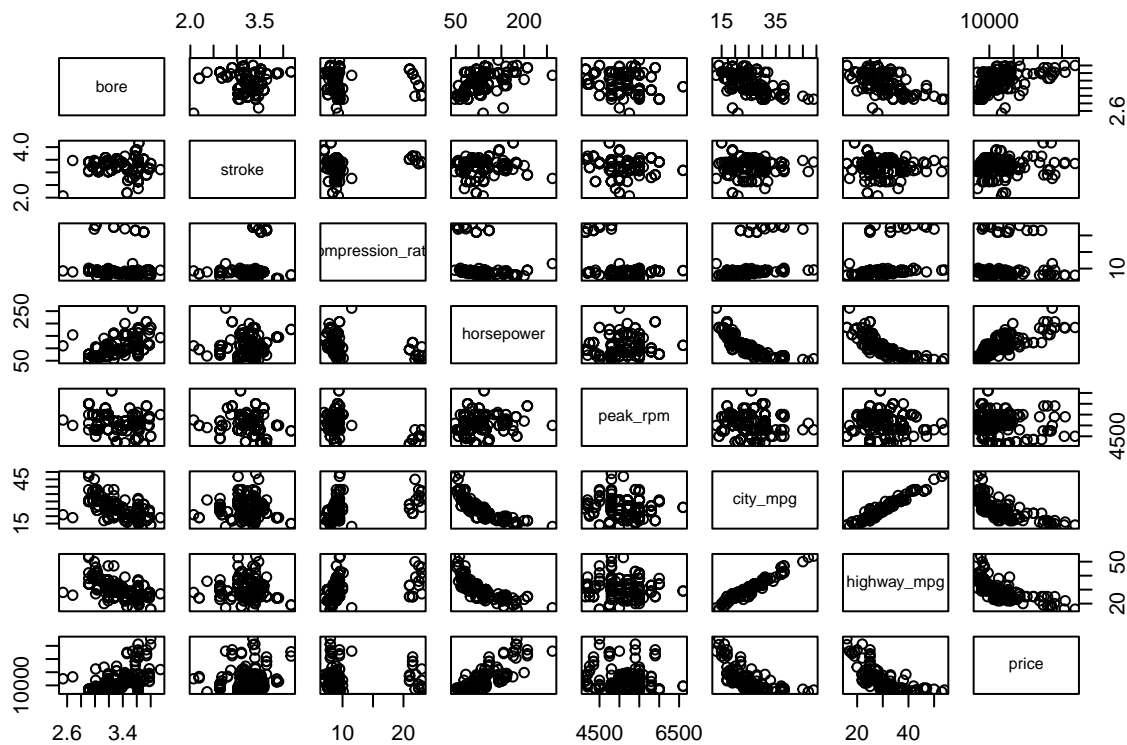 2.0 3.5 50 200 15 35 10000
bore
2.6
4.0
2.0
stroke
ompression_rat
10
250
50
horsepower
peak_rpm
4500
45
15
city_mpg
highway_mpg
50
20
10000
price
2.6 3.4 10 20 4500 6500 20 40